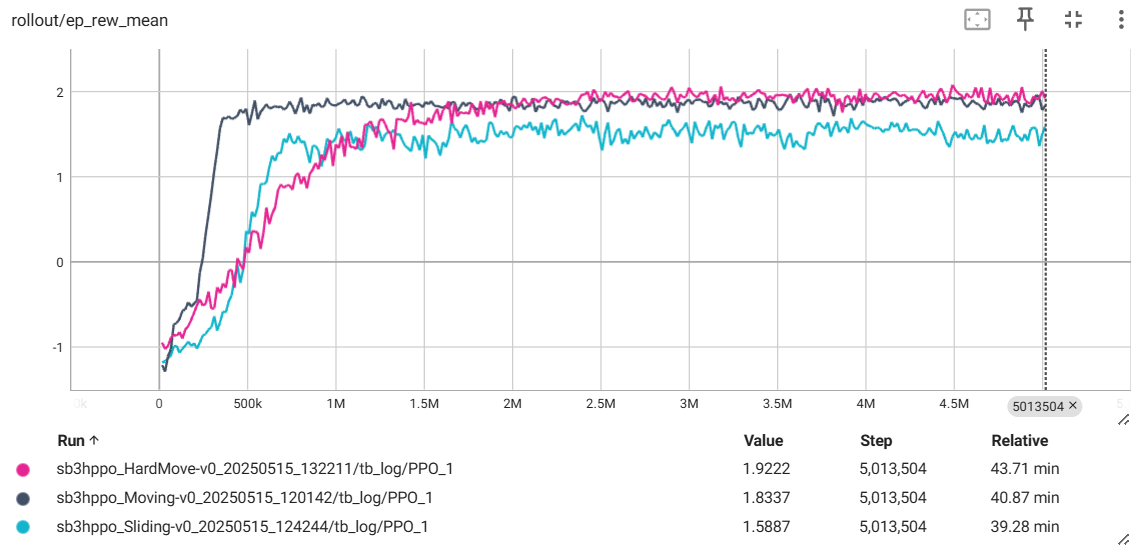 rollout/ep_rew_mean
2
1
0
-1
0k 0 500k 1M 1.5M 2M 2.5M 3M 3.5M 4M 4.5M 5.
5013504 ×
Run ↑ Value Step Relative
sb3hppo_HardMove-v0_20250515_132211/tb_log/PPO_1 1.9222 5,013,504 43.71 min
sb3hppo_Moving-v0_20250515_120142/tb_log/PPO_1 1.8337 5,013,504 40.87 min
sb3hppo_Sliding-v0_20250515_124244/tb_log/PPO_1 1.5887 5,013,504 39.28 min